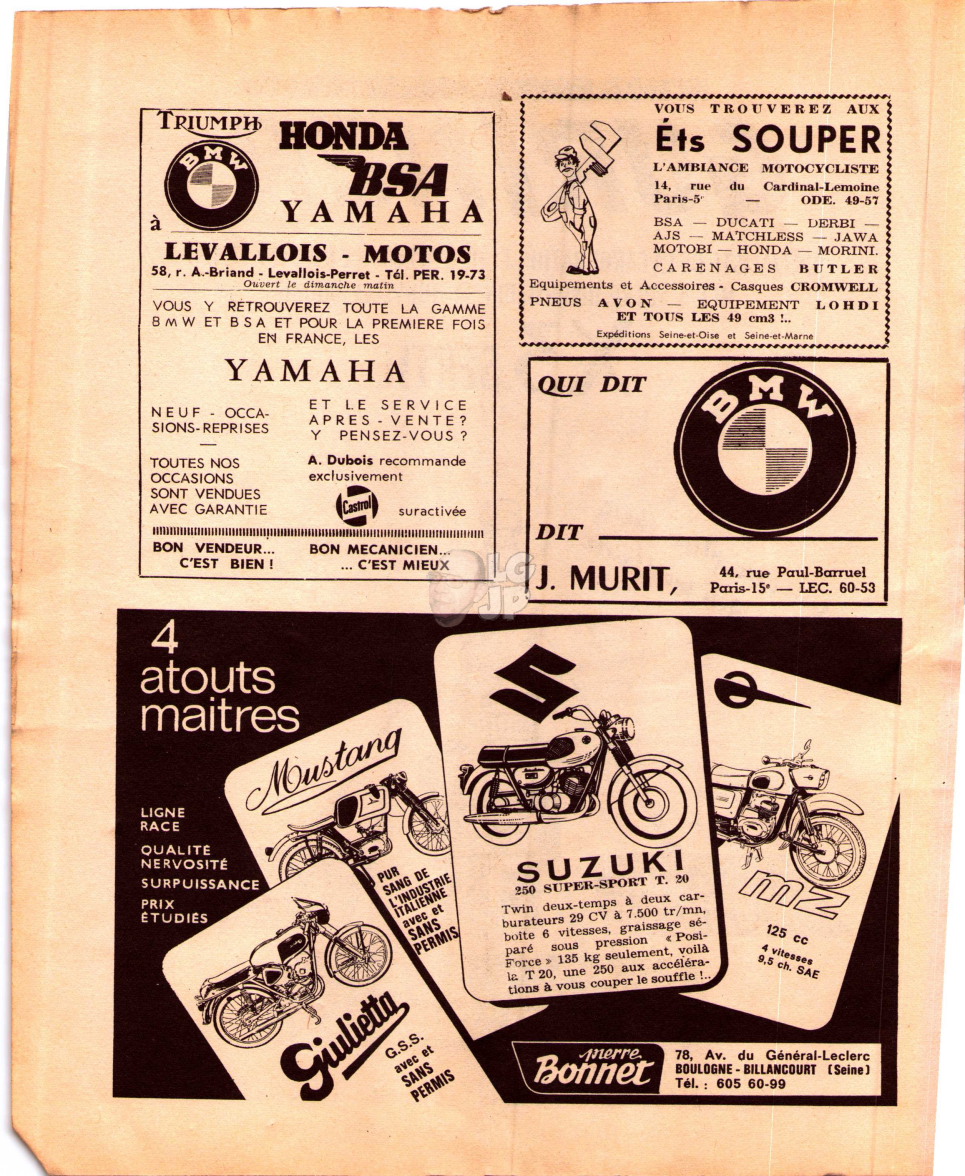 TRIUMPH
HONDA
BMW
BSA
YAMAHA
à
LEVALLOIS - MOTOS
58, r. A.-Briand - Levallois-Perret - Tél. PER. 19-73
Ouvert le dimanche matin
VOUS Y RETROUVEREZ TOUTE LA GAMME
BMW ET BSA ET POUR LA PREMIERE FOIS
EN FRANCE, LES
YAMAHA
NEUF - OCCA-
SIONS-REPRISES
ET LE SERVICE
APRES - VENTE ?
Y PENSEZ-VOUS ?
TOUTES NOS
OCCASIONS
SONT VENDUES
AVEC GARANTIE
A. Dubois recommande
exclusivement
Castrol
suractivée
BON VENDEUR...
C'EST BIEN !
BON MECANICIEN...
... C'EST MIEUX
VOUS TROUVEREZ AUX
Éts SOUPER
L'AMBIANCE MOTOCYCLISTE
14, rue du Cardinal-Lemoine
Paris-5e — ODE. 49-57
BSA — DUCATI — DERBI —
AJS — MATCHLESS — JAWA
MOTOBI — HONDA — MORINI.
CARENAGES BUTLER
Equipements et Accessoires - Casques CROMWELL
PNEUS AVON — EQUIPEMENT LOHDI
ET TOUS LES 49 cm3 !..
Expéditions Seine-et-Oise et Seine-et-Marne
QUI DIT
BMW
DIT
J. MURIT,
44, rue Paul-Barruel
Paris-15e — LEC. 60-53
LG
JP
4
atouts
maitres
LIGNE
RACE
QUALITÉ
NERVOSITÉ
SURPUISSANCE
PRIX
ÉTUDIÉS
Mustang
PUR
SANG DE
L'INDUSTRIE
ITALIENNE
avec et
SANS
PERMIS
Giulietta
G.S.S.
avec et
SANS
PERMIS
SUZUKI
250 SUPER-SPORT T. 20
Twin deux-temps à deux car-
burateurs 29 CV à 7.500 tr/mn,
boite 6 vitesses, graissage sé-
paré sous pression « Posi-
Force » 135 kg seulement, voilà
la T 20, une 250 aux accéléra-
tions à vous couper le souffle !..
mz
125 cc
4 vitesses
9,5 ch. SAE
pierre
Bonnet
78, Av. du Général-Leclerc
BOULOGNE - BILLANCOURT (Seine)
Tél. : 605 60-99